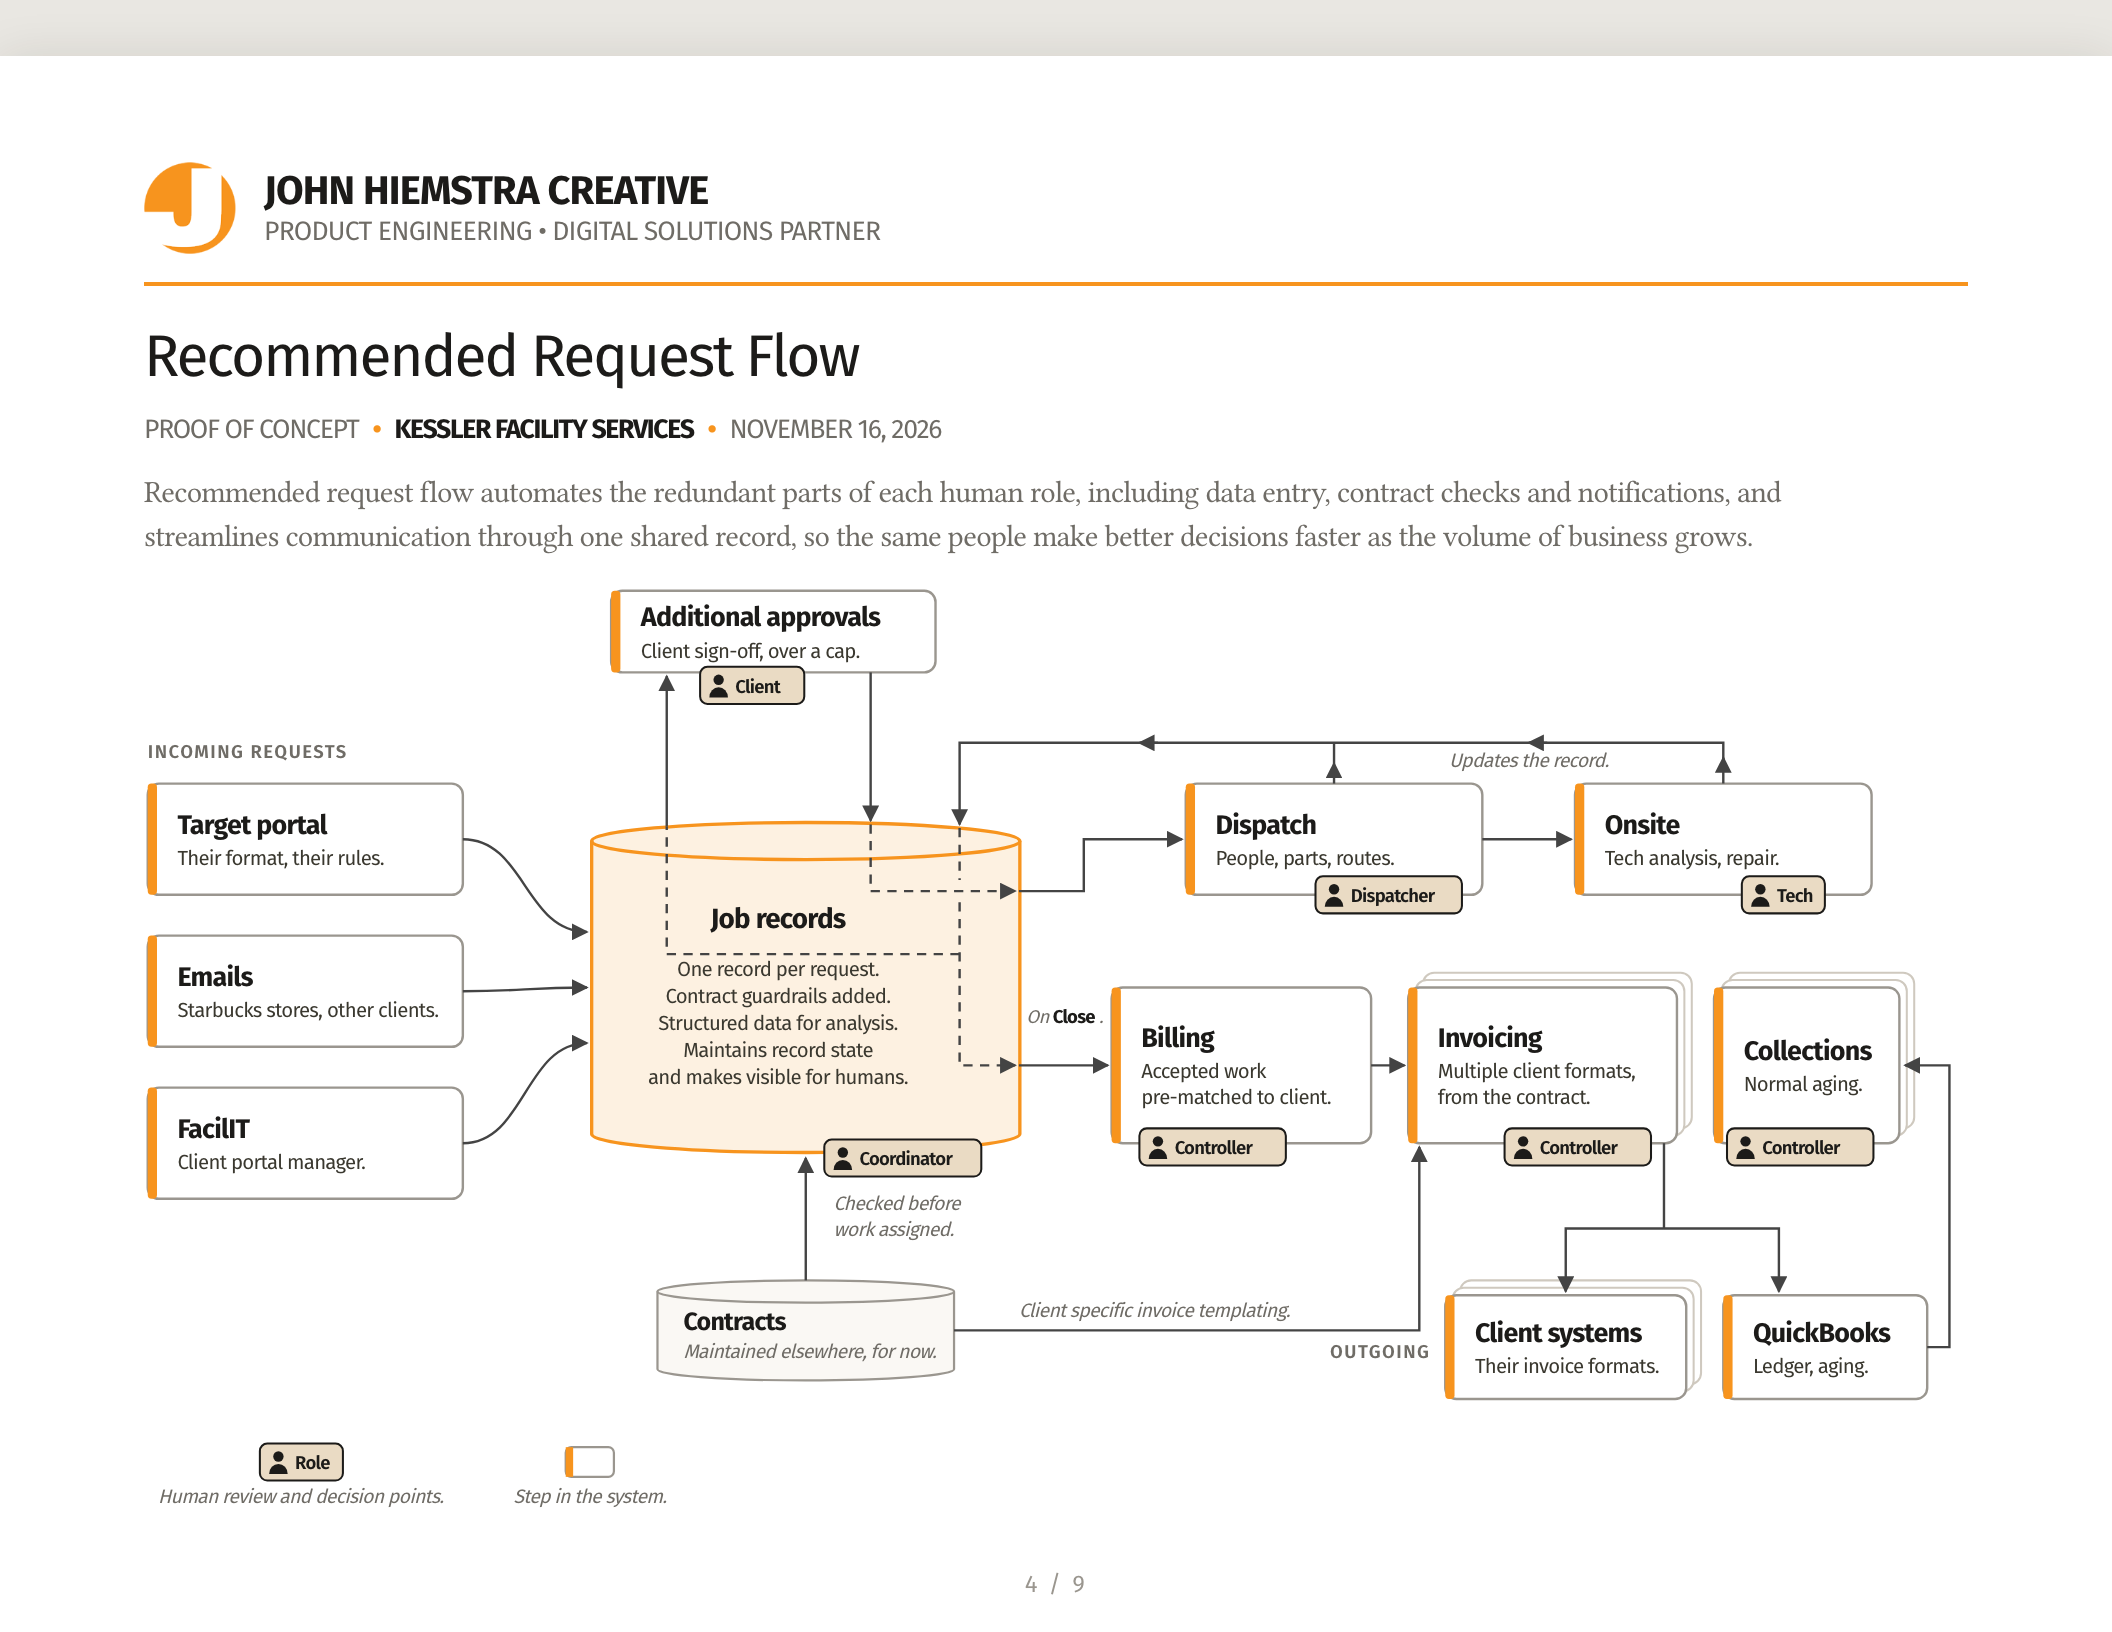 JOHN HIEMSTRA CREATIVE
PRODUCT ENGINEERING • DIGITAL SOLUTIONS PARTNER
Recommended Request Flow
PROOF OF CONCEPT • KESSLER FACILITY SERVICES • NOVEMBER 16, 2026
Recommended request flow automates the redundant parts of each human role, including data entry, contract checks and notifications, and
streamlines communication through one shared record, so the same people make better decisions faster as the volume of business grows.
Additional approvals
Client sign-off, over a cap.
Client
INCOMING REQUESTS
Target portal
Their format, their rules.
Emails
Starbucks stores, other clients.
FacilIT
Client portal manager.
Job records
One record per request.
Contract guardrails added.
Structured data for analysis.
Maintains record state
and makes visible for humans.
Coordinator
Checked before
work assigned.
Contracts
Maintained elsewhere, for now.
Updates the record.
Dispatch
People, parts, routes.
Dispatcher
Onsite
Tech analysis, repair.
Tech
On Close .
Billing
Accepted work
pre-matched to client.
Controller
Invoicing
Multiple client formats,
from the contract.
Controller
Collections
Normal aging.
Controller
Client specific invoice templating.
OUTGOING
Client systems
Their invoice formats.
QuickBooks
Ledger, aging.
Role
Human review and decision points.
Step in the system.
4 / 9